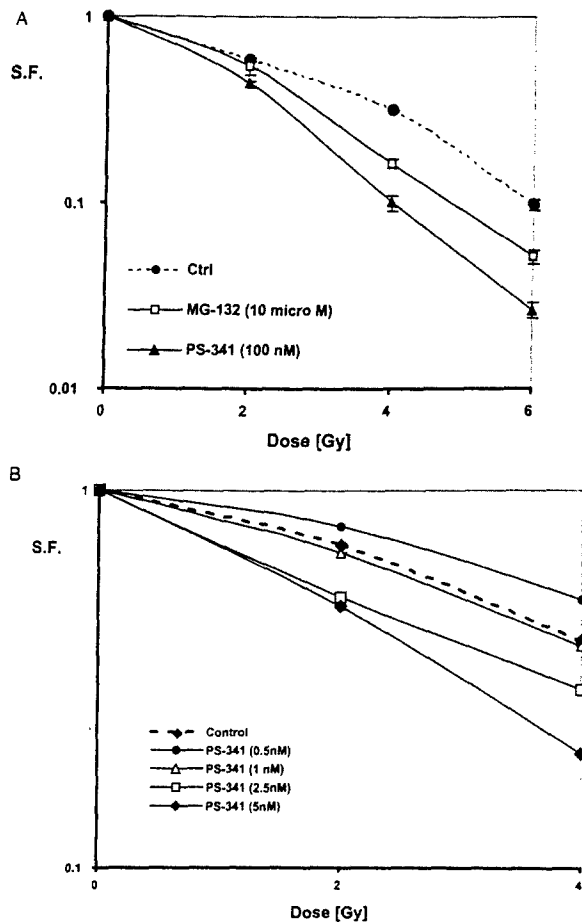 A
1
S.F.
0.1
Ctrl
MG-132 (10 micro M)
PS-341 (100 nM)
0.01
0
2
4
6
Dose [Gy]
B
1
S.F.
Control
PS-341 (0.5nM)
PS-341 (1 nM)
PS-341 (2.5nM)
PS-341 (5nM)
0.1
0
2
4
Dose [Gy]